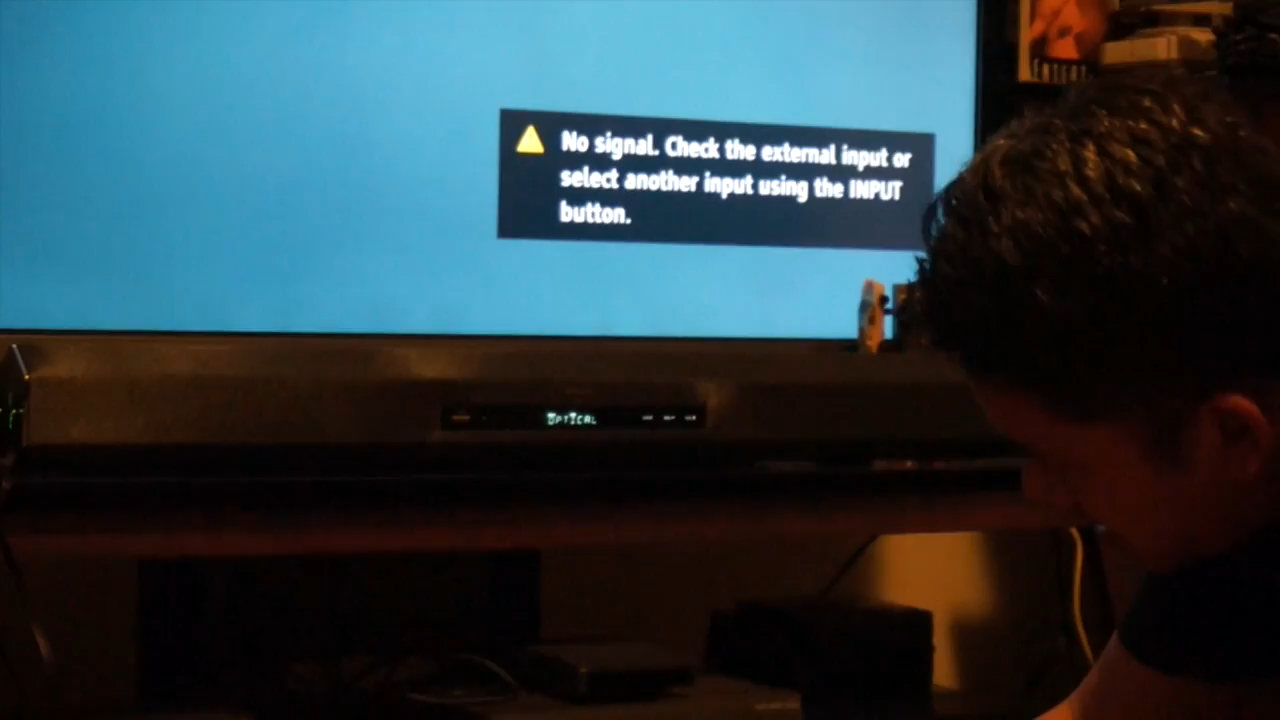 No signal. Check the external input or
select another input using the INPUT
button.
OPTICAL